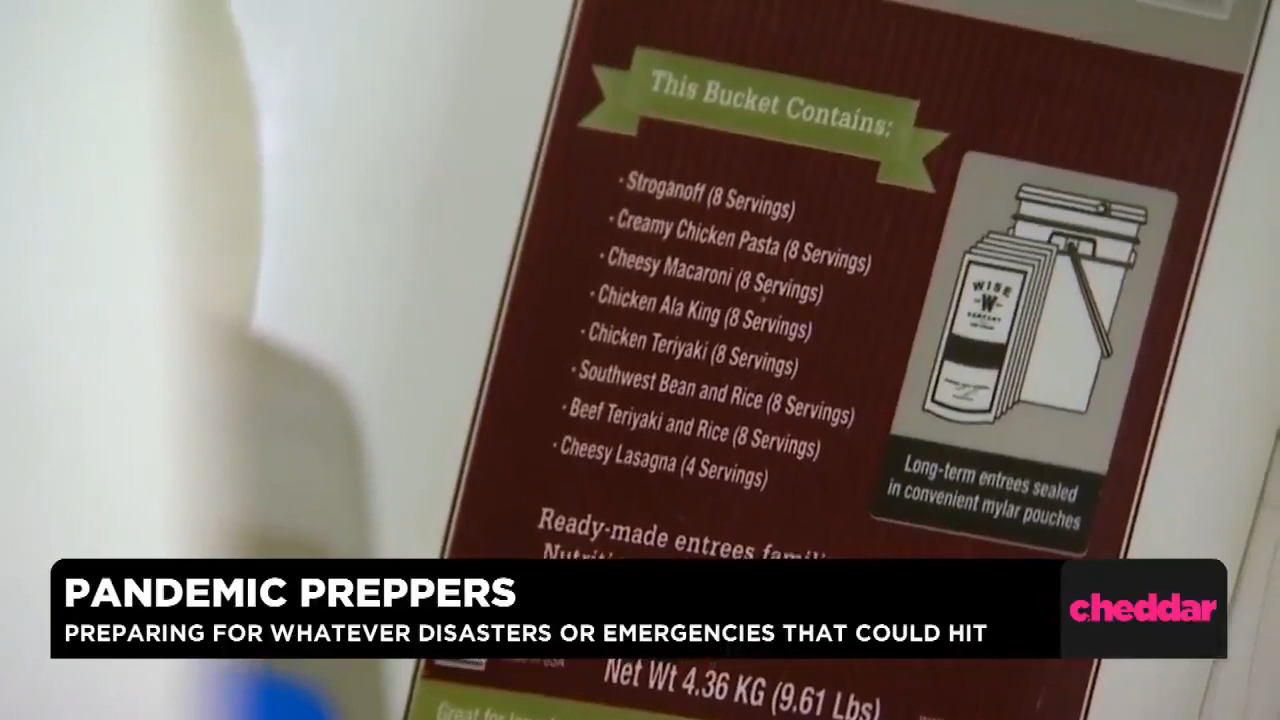 This Bucket Contains:
· Stroganoff (8 Servings)
· Creamy Chicken Pasta (8 Servings)
· Cheesy Macaroni (8 Servings)
· Chicken Ala King (8 Servings)
· Chicken Teriyaki (8 Servings)
· Southwest Bean and Rice (8 Servings)
· Beef Teriyaki and Rice (8 Servings)
· Cheesy Lasagna (4 Servings)
WISE
W
COMPANY
Long-term entrees sealed
in convenient mylar pouches
Ready-made entrees
PANDEMIC PREPPERS
PREPARING FOR WHATEVER DISASTERS OR EMERGENCIES THAT COULD HIT
cheddar
USA
Net Wt 4.36 KG (9.61 Lbs)
Great for